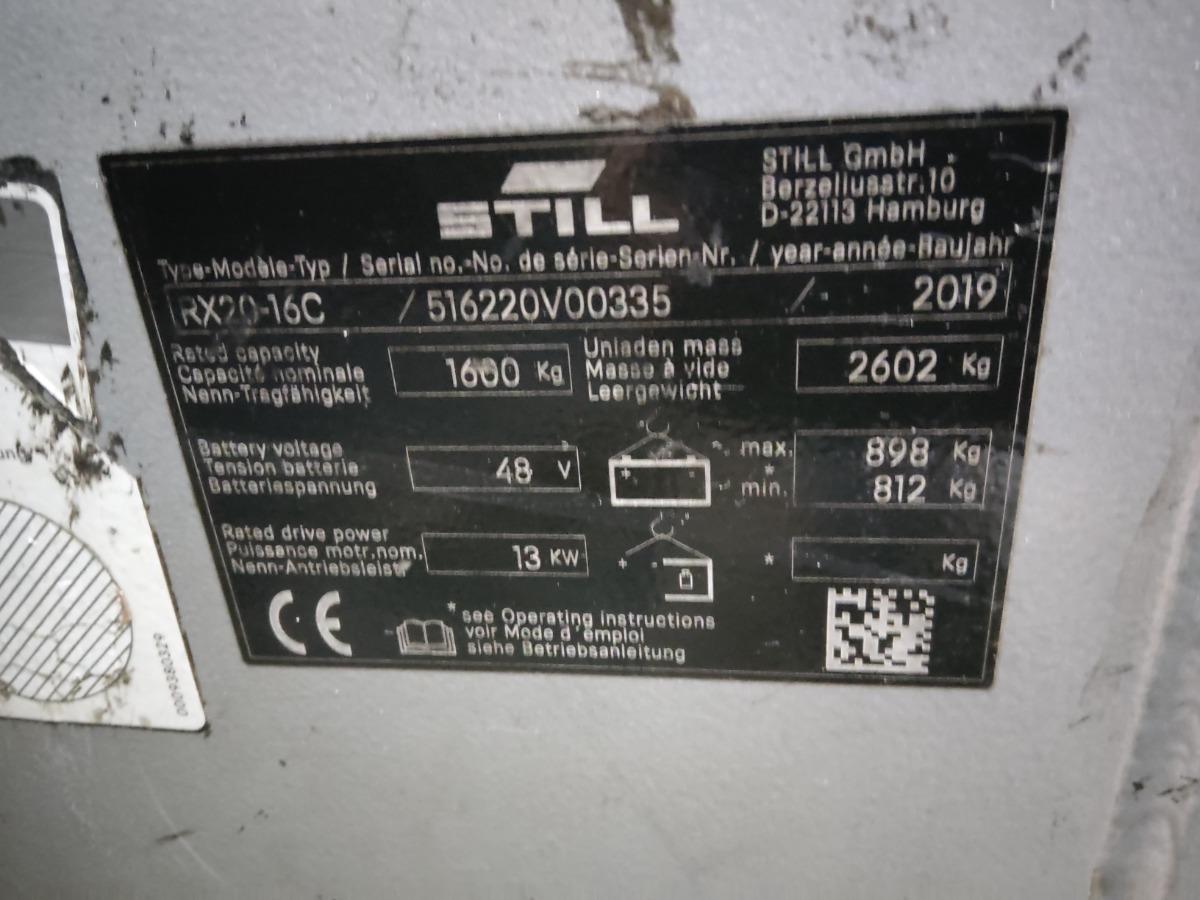 STILL
STILL GmbH
Berzeliusstr.10
D-22113 Hamburg
Type-Modèle-Typ / Serial no.-No. de série-Serien-Nr. / year-année-Baujahr
RX20-16C / 516220V00335 / 2019
Rated capacity
Capacité nominale
Nenn-Tragfähigkeit
1600 Kg
Unladen mass
Masse à vide
Leergewicht
2602 Kg
Battery voltage
Tension batterie
Batteriespannung
48 V
+ -
* max. 898 Kg
*
min. 812 Kg
Rated drive power
Puissance motr.nom.
Nenn-Antriebsleist.
13 KW
+ -
* Kg
CE
* see Operating instructions
voir Mode d'émploi
siehe Betriebsanleitung
0009380329